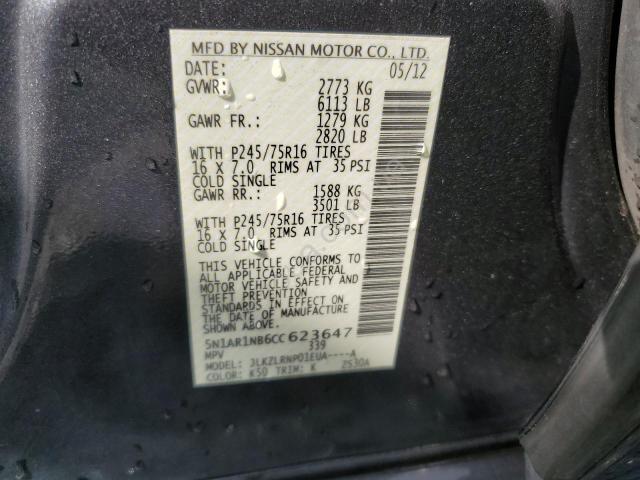 MFD BY NISSAN MOTOR CO., LTD.
DATE: 05/12
GVWR: 2773 KG
6113 LB
GAWR FR.: 1279 KG
2820 LB
WITH P245/75R16 TIRES
16 X 7.0 RIMS AT 35 PSI
COLD SINGLE
GAWR RR.: 1588 KG
3501 LB
WITH P245/75R16 TIRES
16 X 7.0 RIMS AT 35 PSI
COLD SINGLE
THIS VEHICLE CONFORMS TO
ALL APPLICABLE FEDERAL
MOTOR VEHICLE SAFETY AND
THEFT PREVENTION
STANDARDS IN EFFECT ON
THE DATE OF MANUFACTURE
SHOWN ABOVE.
5N1AR1NB6CC623647
MPV 339
MODEL: JLKZLRNP01EUA----A
COLOR: K50 TRIM: K ZS30A